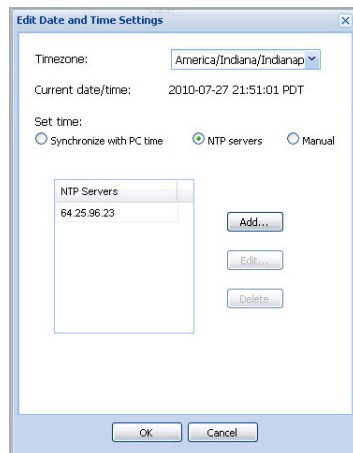 Edit Date and Time Settings
Timezone: America/Indiana/Indianap
Current date/time: 2010-07-27 21:51:01 PDT
Set time:
Synchronize with PC time NTP servers Manual
NTP Servers
64.25.96.23
Add...
Edit...
Delete
OK Cancel